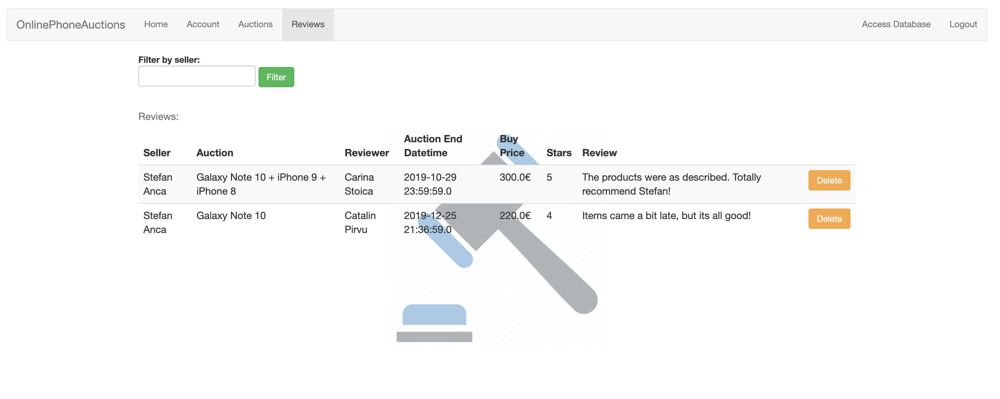 OnlinePhoneAuctions Home Account Auctions Reviews Access Database Logout
Filter by seller:
Filter
Reviews:
Seller Auction Reviewer Auction End Datetime Buy Price Stars Review
Stefan Anca Galaxy Note 10 + iPhone 9 + iPhone 8 Carina Stoica 2019-10-29 23:59:59.0 300.0€ 5 The products were as described. Totally recommend Stefan! Delete
Stefan Anca Galaxy Note 10 Catalin Pirvu 2019-12-25 21:36:59.0 220.0€ 4 Items came a bit late, but its all good! Delete